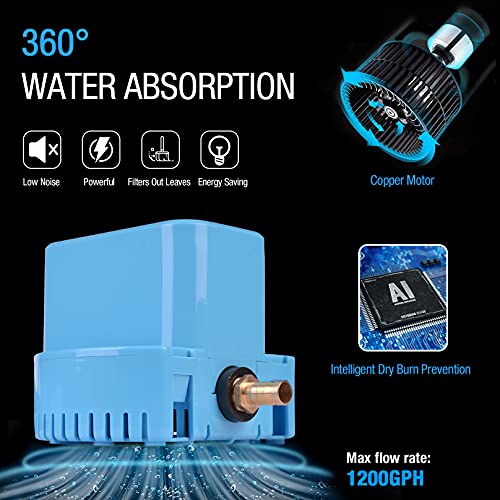 360°
WATER ABSORPTION
Low Noise
Powerful
Filters Out Leaves
Energy Saving
Copper Motor
AI
Intelligent Dry Burn Prevention
Max flow rate:
1200GPH